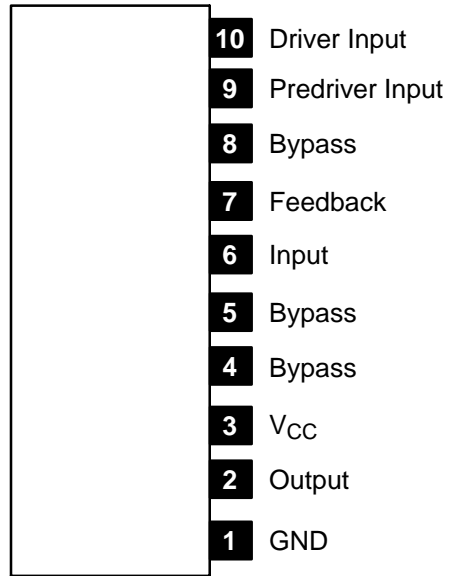 10 Driver Input
9 Predriver Input
8 Bypass
7 Feedback
6 Input
5 Bypass
4 Bypass
3 VCC
2 Output
1 GND